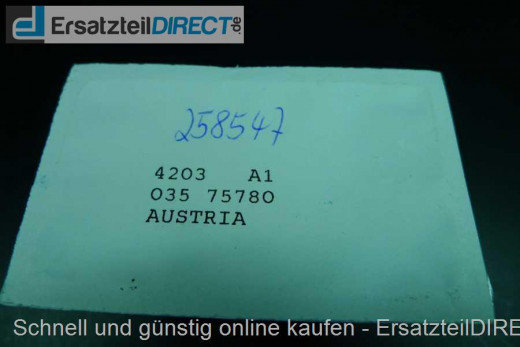 ErsatzteilDIRECT.de
258547
4203 A1
035 75780
AUSTRIA
Schnell und günstig online kaufen - ErsatzteilDIRE